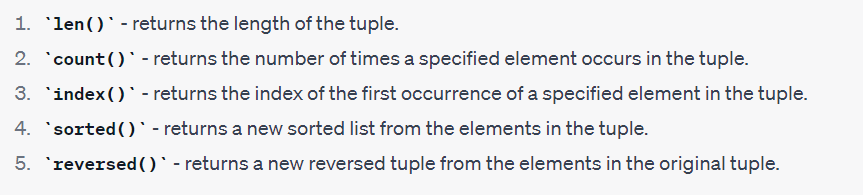 1. `len()` - returns the length of the tuple.
2. `count()` - returns the number of times a specified element occurs in the tuple.
3. `index()` - returns the index of the first occurrence of a specified element in the tuple.
4. `sorted()` - returns a new sorted list from the elements in the tuple.
5. `reversed()` - returns a new reversed tuple from the elements in the original tuple.